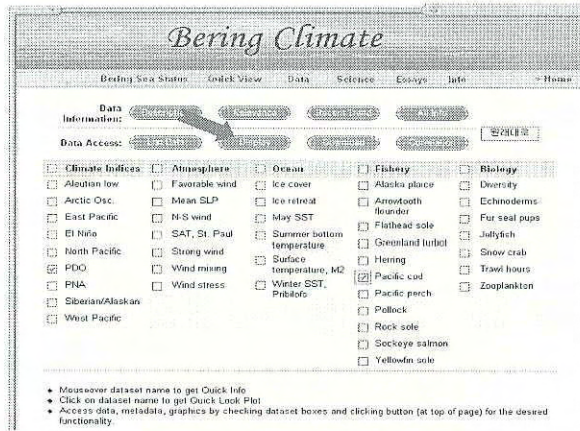 Bering Climate
Bering Sea Status Quick View Data Science Essays Info Home
Data Information:
Data Access: Display
원래대로
Climate Indices Atmosphere Ocean Fishery Biology
Aleutian low Favorable wind Ice cover Alaska place Diversity
Arctic Osc. Mean SLP Ice retreat Arrowtooth flounder Echinoderms
East Pacific N-S wind May SST Flathead sole Fur seal pups
El Niño SAT, St. Paul Summer bottom temperature Greenland turbot Jellyfish
North Pacific Strong wind Surface temperature, M2 Herring Snow crab
PDO Wind mixing Winter SST, Pribilofs Pacific cod Trawl hours
PNA Wind stress Pacific perch Zooplankton
Siberian/Alaskan Pollock
West Pacific Rock sole
Sockeye salmon
Yellowfin sole
Mouseover dataset name to get Quick Info
Click on dataset name to get Quick Look Plot
Access data, metadata, graphics by checking dataset boxes and clicking button (at top of page) for the desired
functionality.